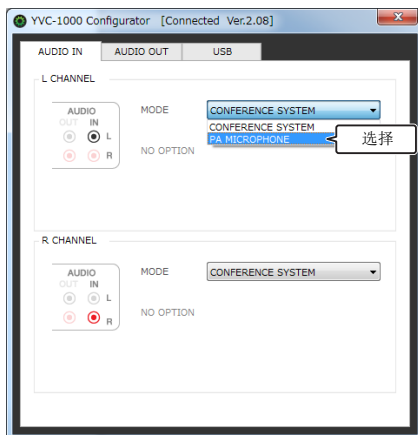 YVC-1000 Configurator [Connected Ver.2.08]
x
AUDIO IN
AUDIO OUT
USB
L CHANNEL
AUDIO
OUT IN
L
R
MODE
CONFERENCE SYSTEM
CONFERENCE SYSTEM
PA MICROPHONE
选择
NO OPTION
R CHANNEL
AUDIO
OUT IN
L
R
MODE
CONFERENCE SYSTEM
NO OPTION